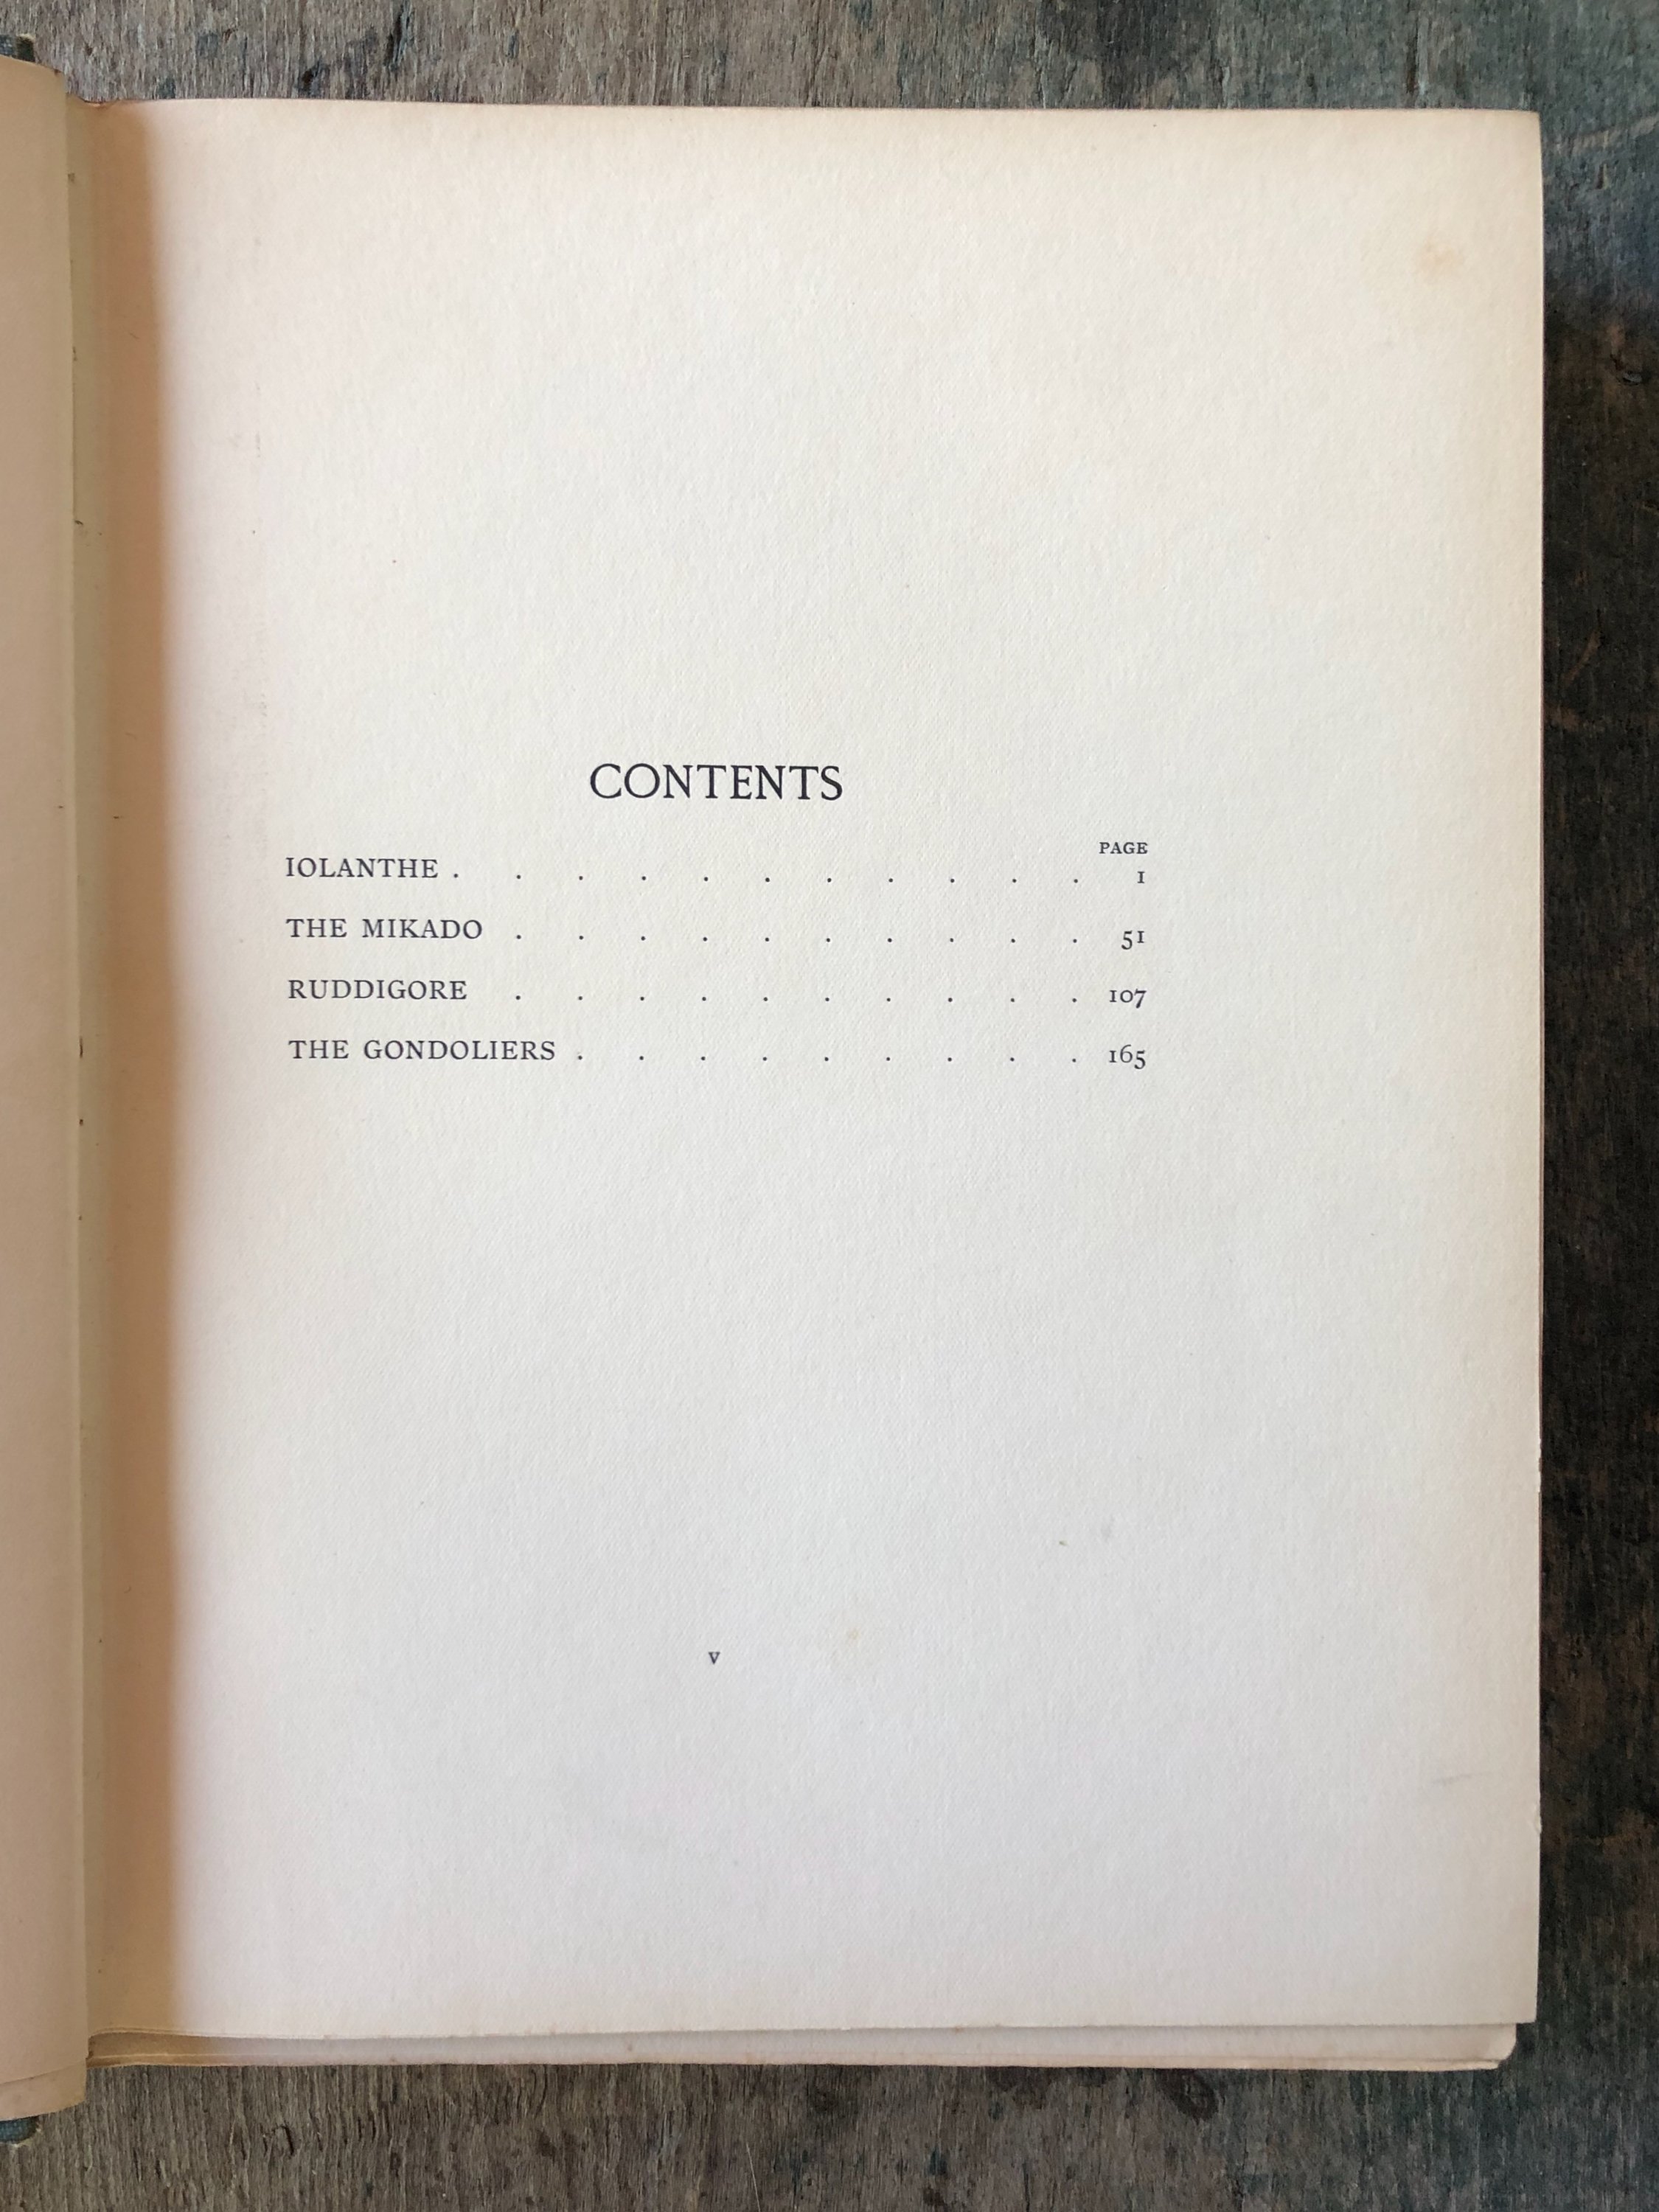 CONTENTS
PAGE
IOLANTHE . . . . . . . . . . . 1
THE MIKADO . . . . . . . . . . 51
RUDDIGORE . . . . . . . . . . 107
THE GONDOLIERS . . . . . . . . . 165
v